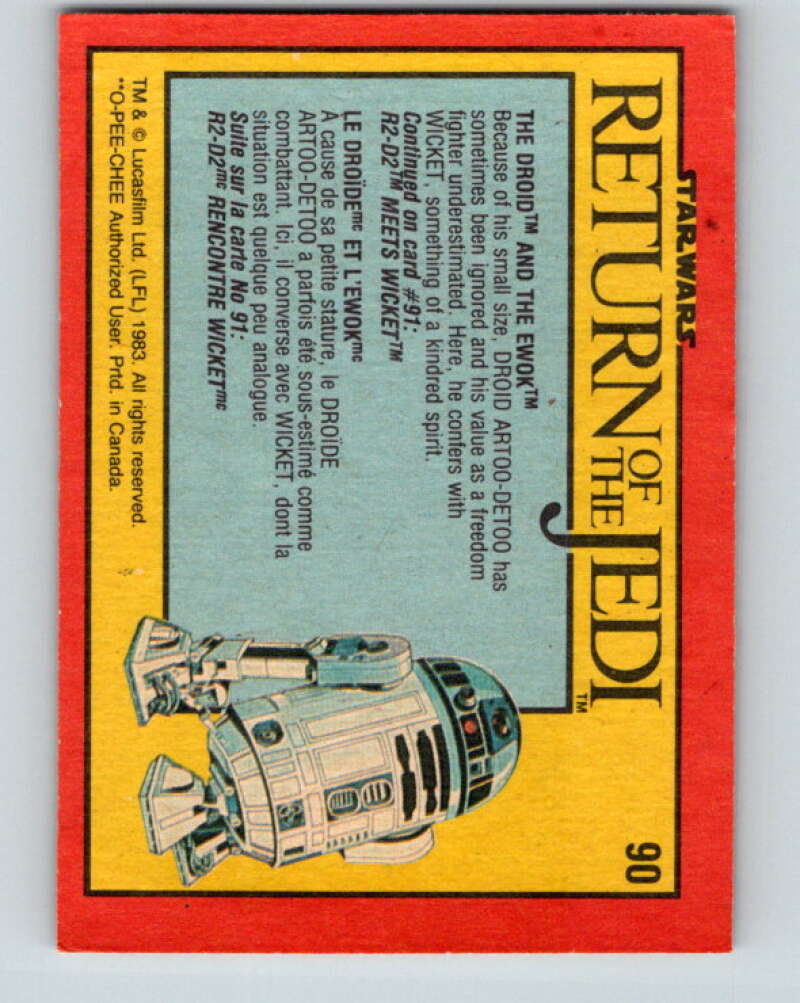 STAR WARS
RETURN OF THE JEDI™
90
THE DROID™ AND THE EWOK™
Because of his small size, DROID ARTOO-DETOO has
sometimes been ignored and his value as a freedom
fighter underestimated. Here, he confers with
WICKET, something of a kindred spirit.
Continued on card #91:
R2-D2™ MEETS WICKET™
LE DROÏDEmc ET L'EWOKmc
À cause de sa petite stature, le DROÏDE
ARTOO-DETOO a parfois été sous-estimé comme
combattant. Ici, il converse avec WICKET, dont la
situation est quelque peu analogue.
Suite sur la carte No 91:
R2-D2mc RENCONTRE WICKETmc
TM & © Lucasfilm Ltd. (LFL) 1983. All rights reserved.
**O-PEE-CHEE Authorized User. Prtd. in Canada.